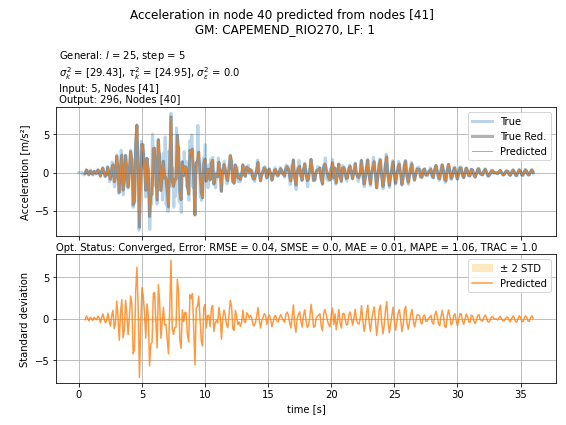 Acceleration in node 40 predicted from nodes [41]
GM: CAPEMEND_RIO270, LF: 1
General: l = 25, step = 5
σ²ₖ = [29.43], τ²ₖ = [24.95], σ²ε = 0.0
Input: 5, Nodes [41]
Output: 296, Nodes [40]
Acceleration [m/s²]
5
0
−5
True
True Red.
Predicted
Opt. Status: Converged, Error: RMSE = 0.04, SMSE = 0.0, MAE = 0.01, MAPE = 1.06, TRAC = 1.0
Standard deviation
5
0
−5
± 2 STD
Predicted
0 5 10 15 20 25 30 35
time [s]